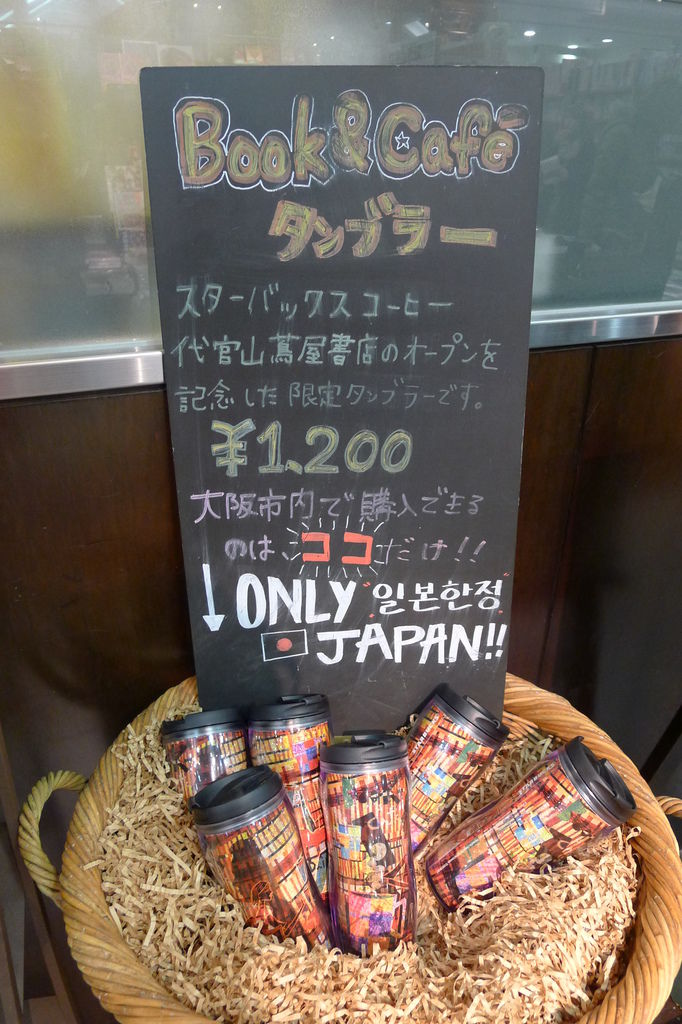 Book & Café
タンブラー
スターバックスコーヒー
代官山蔦屋書店のオープンを
記念した限定タンブラーです。
¥1,200
大阪市内で購入できる
のは、ココだけ!!
↓ONLY "일본한정"
JAPAN!!